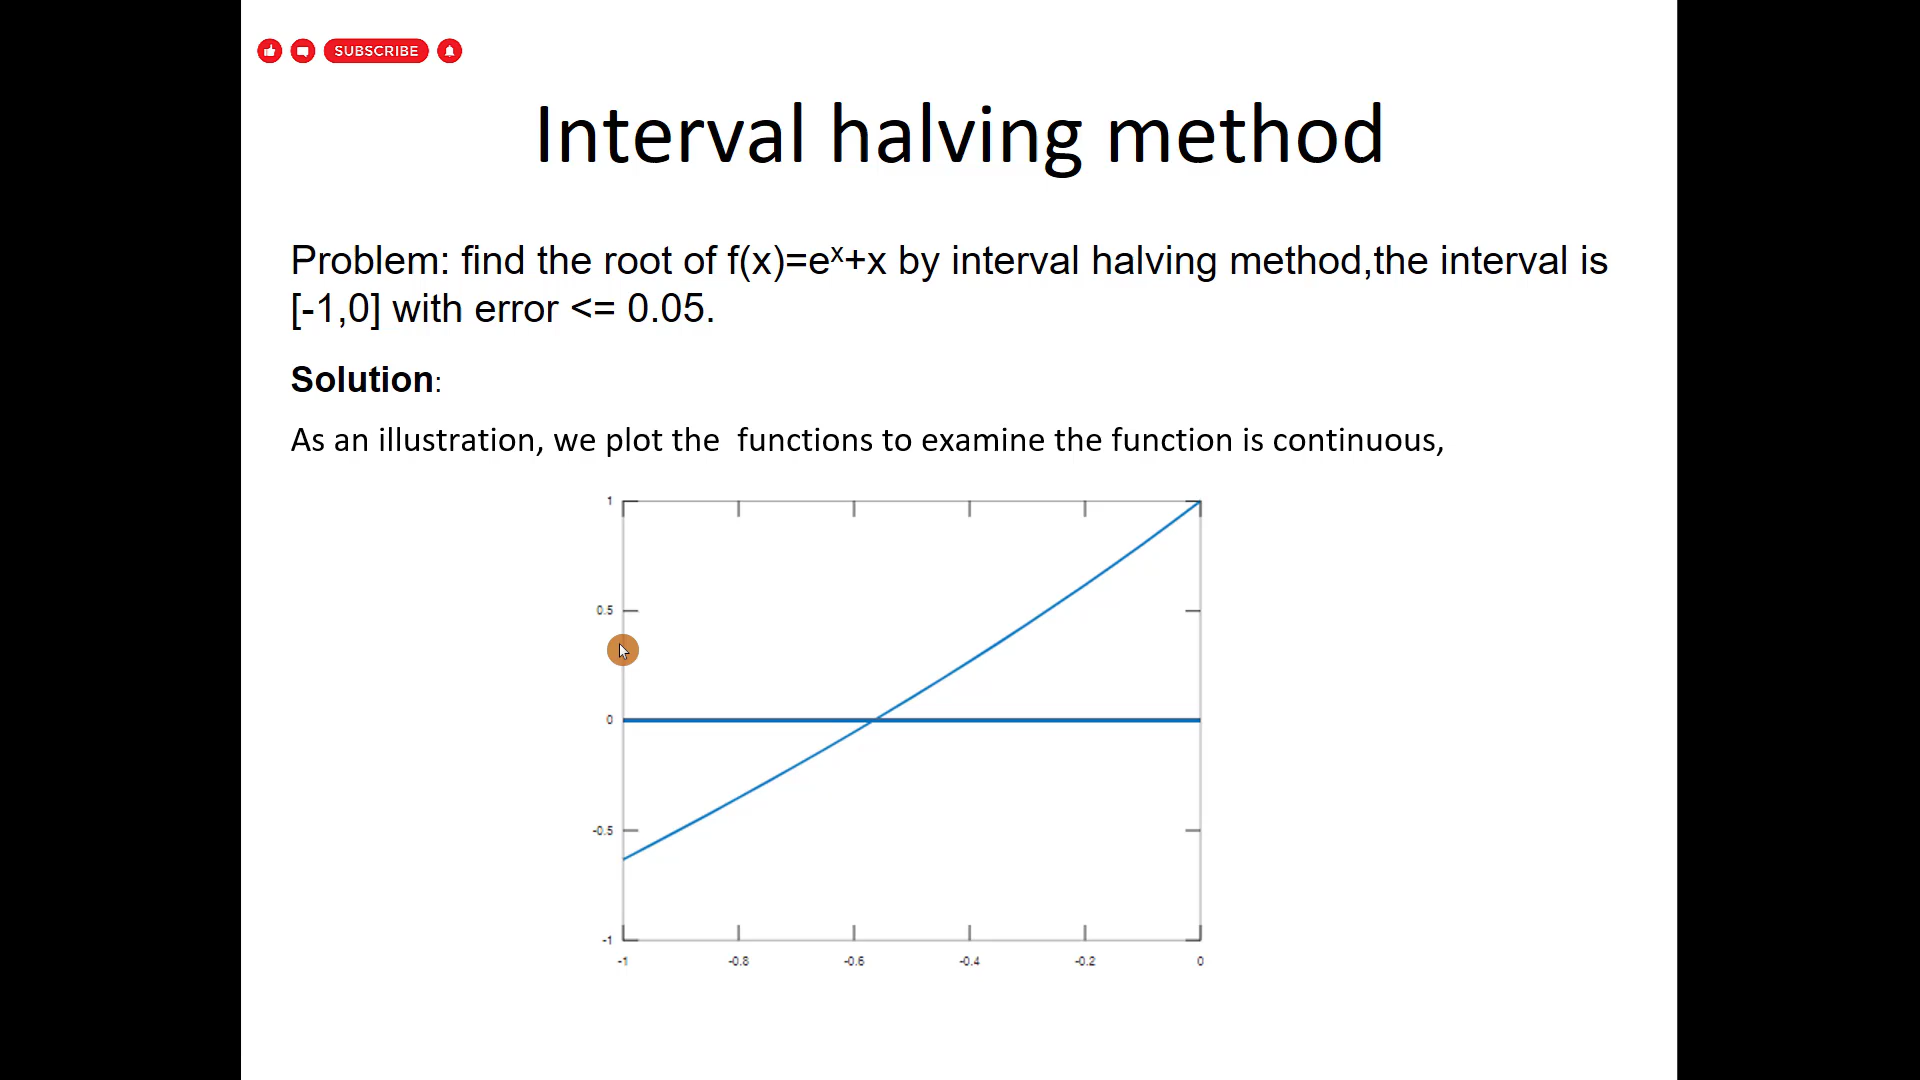 SUBSCRIBE
Interval halving method
Problem: find the root of f(x)=eˣ+x by interval halving method,the interval is
[-1,0] with error <= 0.05.
Solution:
As an illustration, we plot the  functions to examine the function is continuous,
1
0.5
0
-0.5
-1
-1 -0.8 -0.6 -0.4 -0.2 0